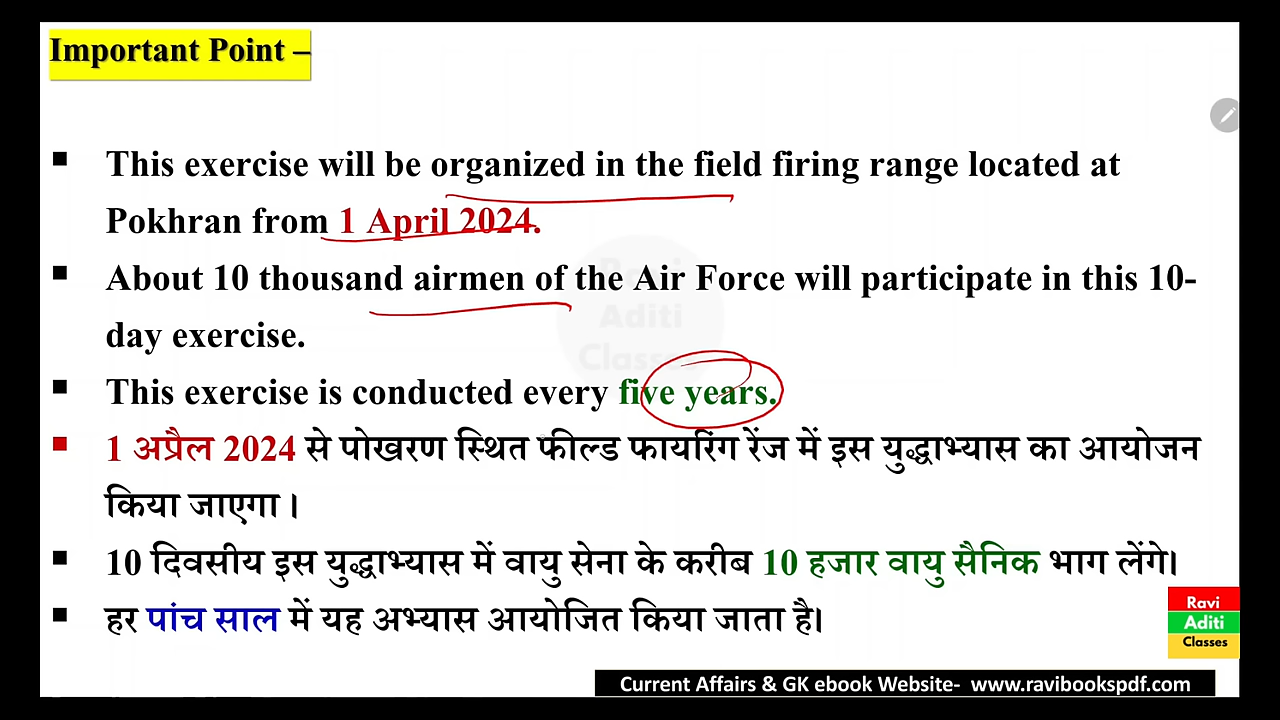 Important Point –
▪ This exercise will be organized in the field firing range located at
Pokhran from 1 April 2024.
▪ About 10 thousand airmen of the Air Force will participate in this 10-
day exercise.
▪ This exercise is conducted every five years.
▪ 1 अप्रैल 2024 से पोखरण स्थित फील्ड फायरिंग रेंज में इस युद्धाभ्यास का आयोजन
किया जाएगा ।
▪ 10 दिवसीय इस युद्धाभ्यास में वायु सेना के करीब 10 हजार वायु सैनिक भाग लेंगे।
▪ हर पांच साल में यह अभ्यास आयोजित किया जाता है।
Ravi
Aditi
Classes
Ravi
Aditi
Classes
Current Affairs & GK ebook Website- www.ravibookspdf.com